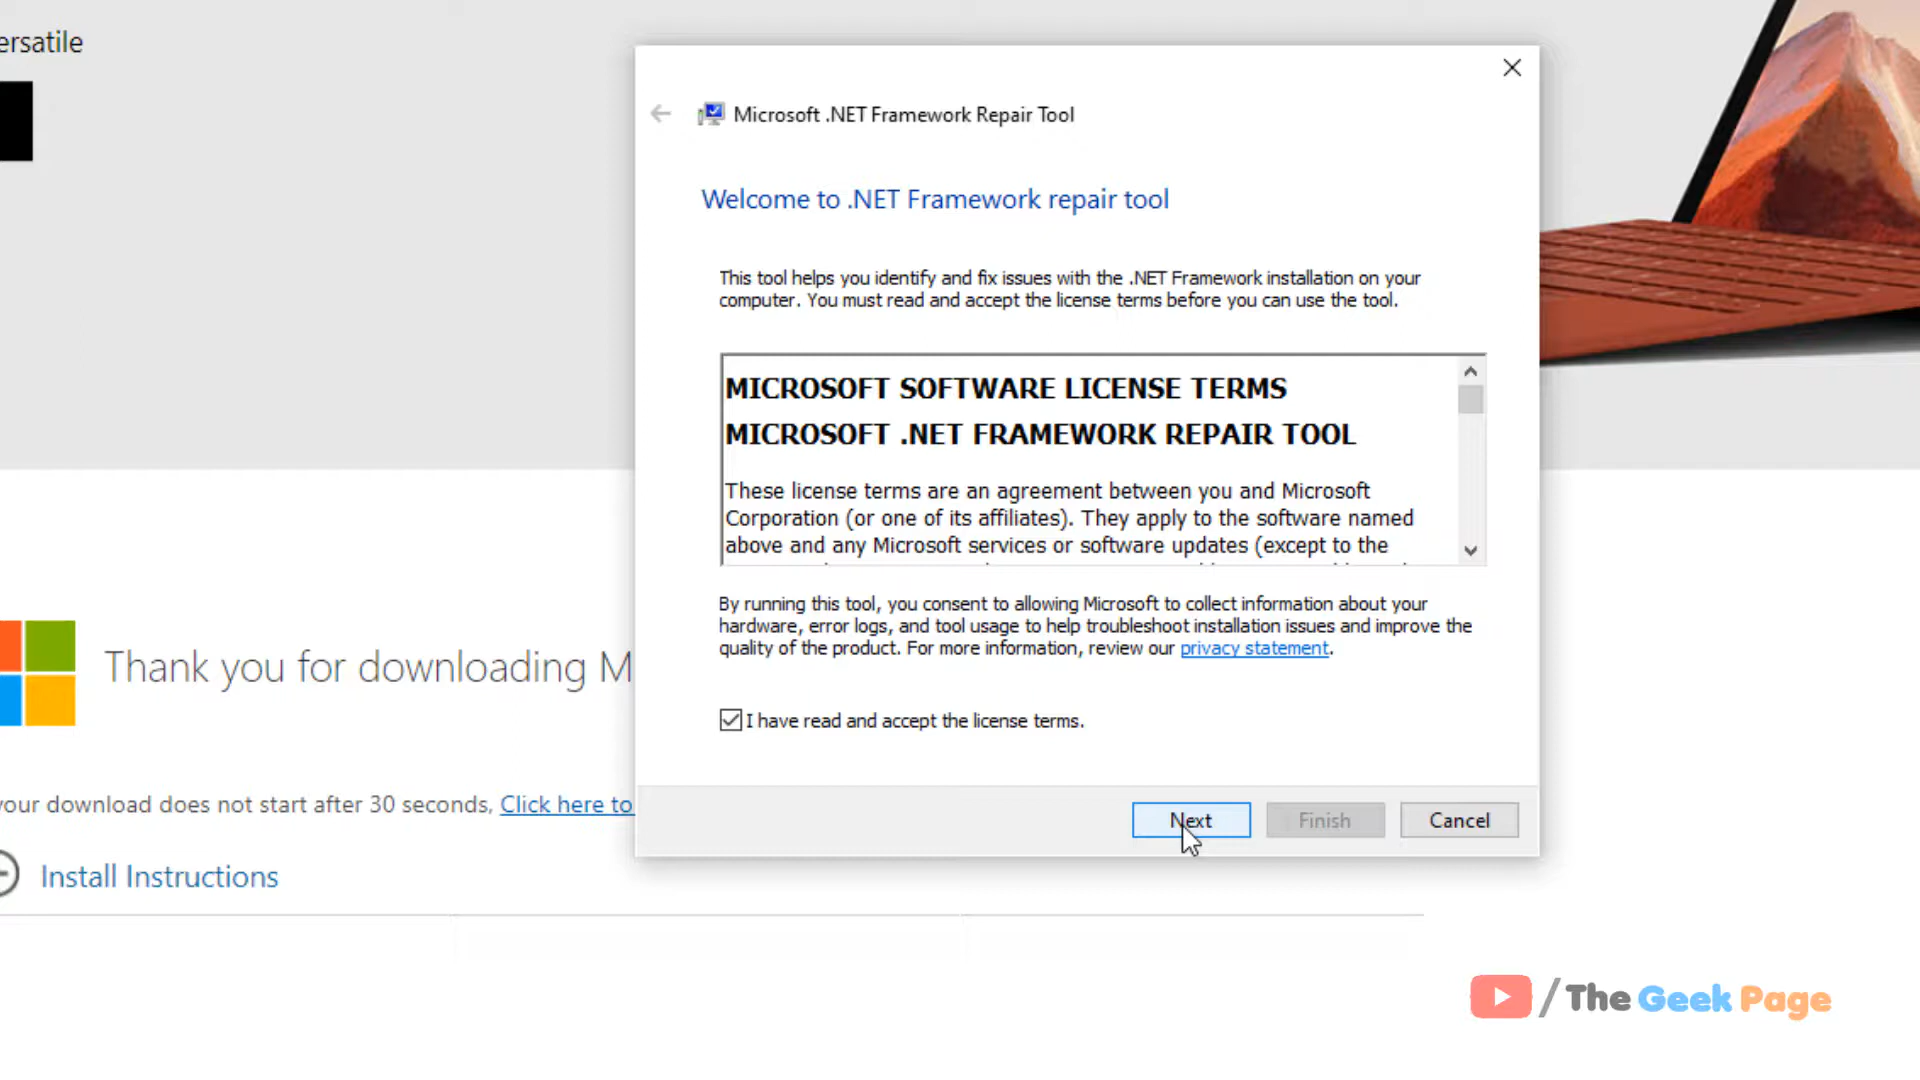 ersatile
Microsoft .NET Framework Repair Tool
Welcome to .NET Framework repair tool
This tool helps you identify and fix issues with the .NET Framework installation on your
computer. You must read and accept the license terms before you can use the tool.
MICROSOFT SOFTWARE LICENSE TERMS
MICROSOFT .NET FRAMEWORK REPAIR TOOL
These license terms are an agreement between you and Microsoft
Corporation (or one of its affiliates). They apply to the software named
above and any Microsoft services or software updates (except to the
By running this tool, you consent to allowing Microsoft to collect information about your
hardware, error logs, and tool usage to help troubleshoot installation issues and improve the
quality of the product. For more information, review our privacy statement.
I have read and accept the license terms.
Next Finish Cancel
Thank you for downloading M
your download does not start after 30 seconds, Click here to
Install Instructions
/The Geek Page